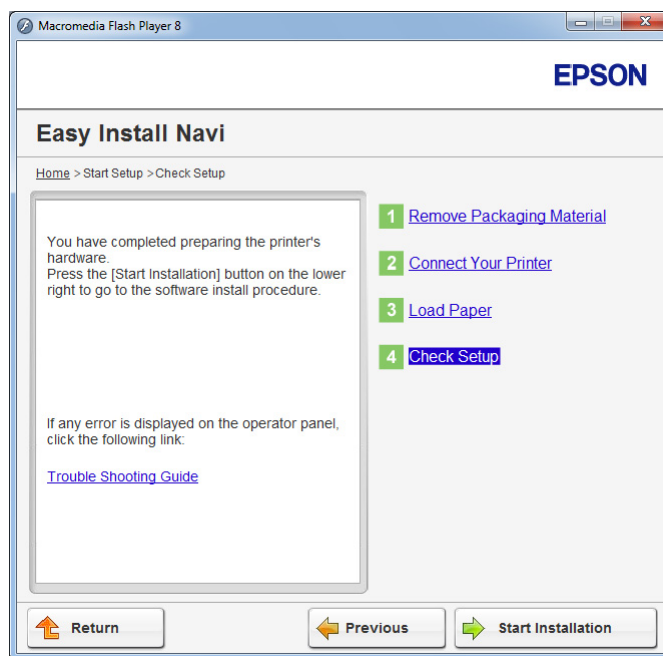 Macromedia Flash Player 8
EPSON
Easy Install Navi
Home > Start Setup >Check Setup
You have completed preparing the printer's
hardware.
Press the [Start Installation] button on the lower
right to go to the software install procedure.
If any error is displayed on the operator panel,
click the following link:
Trouble Shooting Guide
1 Remove Packaging Material
2 Connect Your Printer
3 Load Paper
4 Check Setup
Return
Previous
Start Installation